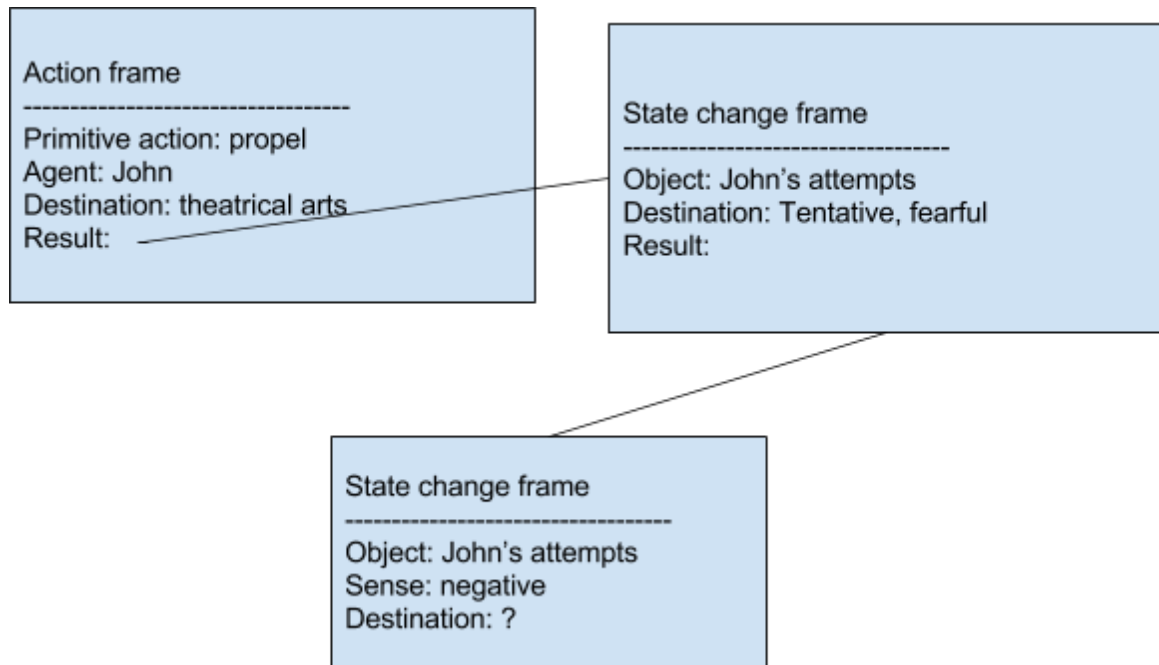 Action frame
-----------------------------------
Primitive action: propel
Agent: John
Destination: theatrical arts
Result:
State change frame
-----------------------------------
Object: John’s attempts
Destination: Tentative, fearful
Result:
State change frame
-----------------------------------
Object: John’s attempts
Sense: negative
Destination: ?